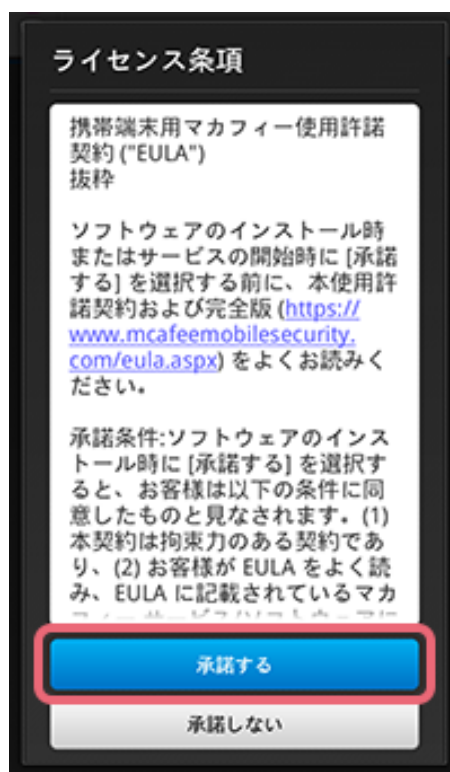 ライセンス条項
携帯端末用マカフィー使用許諾
契約 ("EULA")
抜粋
ソフトウェアのインストール時
またはサービスの開始時に [承諾
する] を選択する前に、本使用許
諾契約および完全版 (https://
www.mcafeemobilesecurity.
com/eula.aspx) をよくお読みく
ださい。
承諾条件:ソフトウェアのインス
トール時に [承諾する] を選択す
ると、お客様は以下の条件に同
意したものと見なされます。(1)
本契約は拘束力のある契約であ
り、(2) お客様が EULA をよく読
み、EULA に記載されているマカ
承諾する
承諾しない